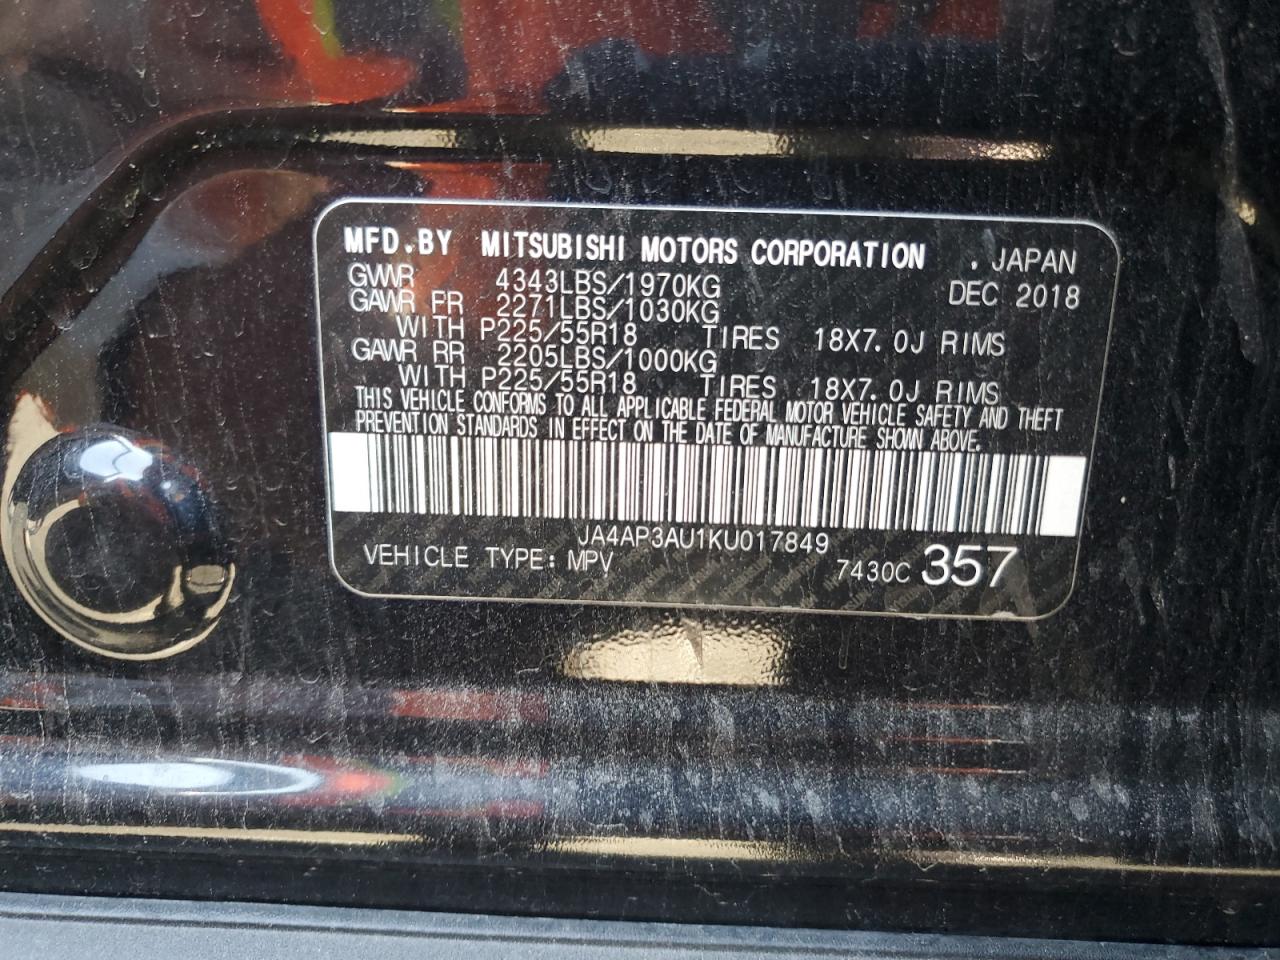 MFD.BY MITSUBISHI MOTORS CORPORATION . JAPAN
GVWR 4343LBS/1970KG DEC 2018
GAWR FR 2271LBS/1030KG
WITH P225/55R18 TIRES 18X7.0J RIMS
GAWR RR 2205LBS/1000KG
WITH P225/55R18 TIRES 18X7.0J RIMS
THIS VEHICLE CONFORMS TO ALL APPLICABLE FEDERAL MOTOR VEHICLE SAFETY AND THEFT
PREVENTION STANDARDS IN EFFECT ON THE DATE OF MANUFACTURE SHOWN ABOVE.
JA4AP3AU1KU017849
VEHICLE TYPE: MPV 7430C 357